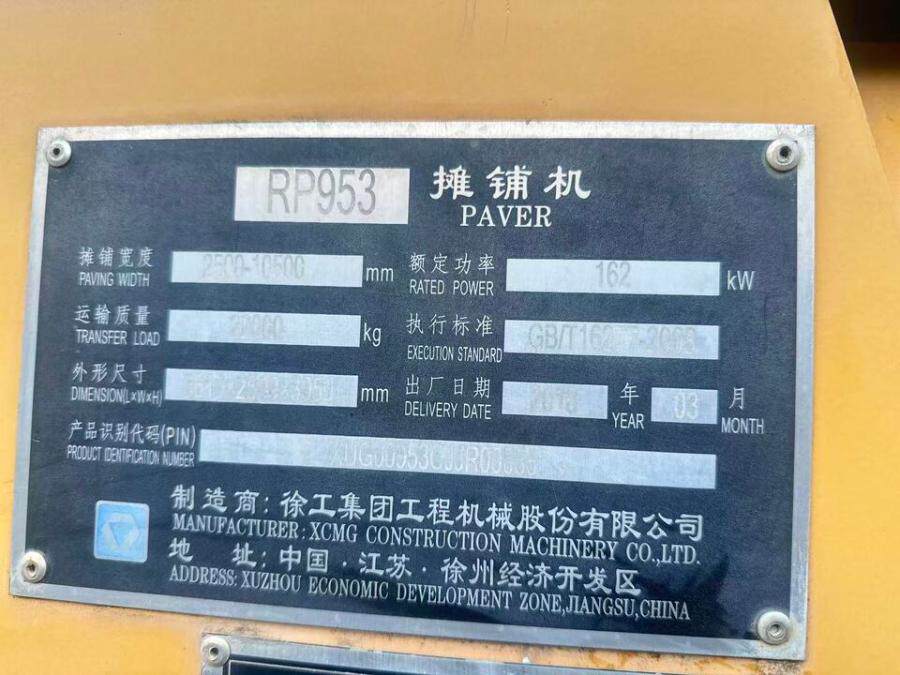 RP953 摊铺机
PAVER
摊铺宽度 2500-10500 mm
PAVING WIDTH
额定功率 162 kW
RATED POWER
运输质量 kg
TRANSFER LOAD
执行标准
EXECUTION STANDARD
外形尺寸 mm
DIMENSION(L×W×H)
出厂日期 年 03 月
DELIVERY DATE YEAR MONTH
产品识别代码(PIN)
PRODUCT IDENTIFICATION NUMBER
制造商：徐工集团工程机械股份有限公司
MANUFACTURER: XCMG CONSTRUCTION MACHINERY CO.,LTD.
地 址：中国·江苏·徐州经济开发区
ADDRESS: XUZHOU ECONOMIC DEVELOPMENT ZONE,JIANGSU,CHINA